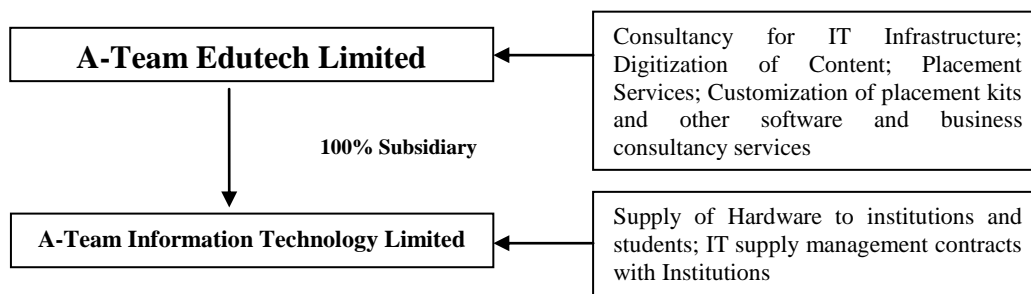 A-Team Edutech Limited
Consultancy for IT Infrastructure;
Digitization of Content; Placement
Services; Customization of placement kits
and other software and business
consultancy services
100% Subsidiary
A-Team Information Technology Limited
Supply of Hardware to institutions and
students; IT supply management contracts
with Institutions